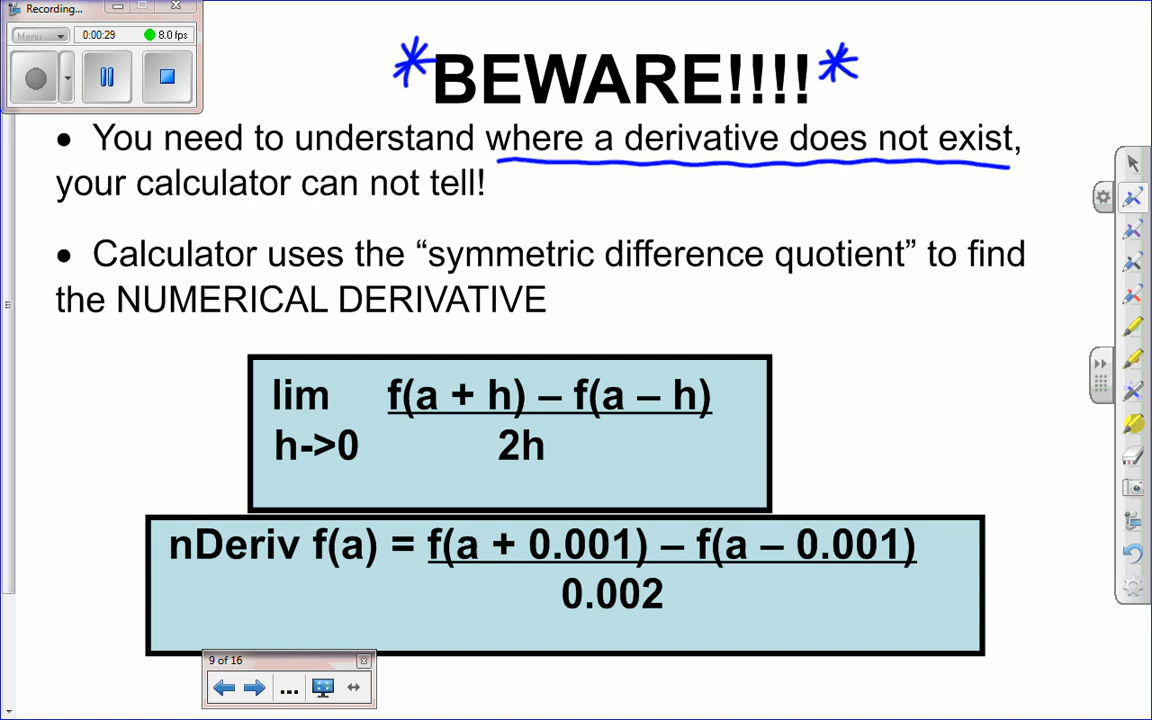 Recording...
Menu
0:00:29
8.0 fps
*BEWARE!!!!*
• You need to understand where a derivative does not exist,
your calculator can not tell!
• Calculator uses the “symmetric difference quotient” to find
the NUMERICAL DERIVATIVE
lim f(a + h) – f(a – h)
h->0 2h
nDeriv f(a) = f(a + 0.001) – f(a – 0.001)
0.002
9 of 16
...